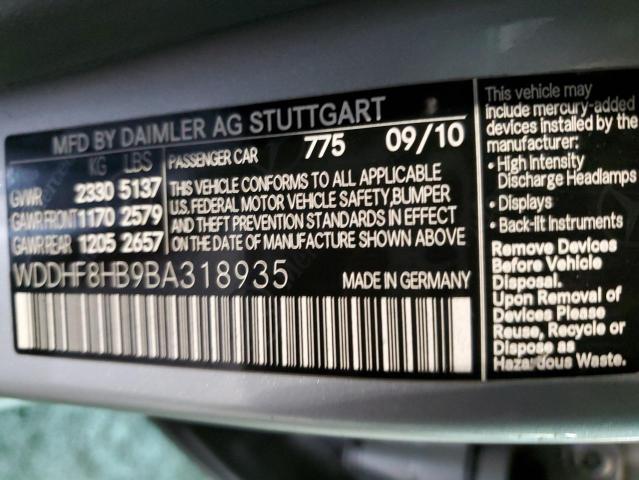 MFD BY DAIMLER AG STUTTGART
KG LBS
GVWR 2330 5137
GAWR FRONT 1170 2579
GAWR REAR 1205 2657
PASSENGER CAR 775 09/10
THIS VEHICLE CONFORMS TO ALL APPLICABLE
U.S. FEDERAL MOTOR VEHICLE SAFETY, BUMPER
AND THEFT PREVENTION STANDARDS IN EFFECT
ON THE DATE OF MANUFACTURE SHOWN ABOVE
WDDHF8HB9BA318935 MADE IN GERMANY
This vehicle may
include mercury-added
devices installed by the
manufacturer:
• High Intensity
Discharge Headlamps
• Displays
• Back-lit Instruments
Remove Devices
Before Vehicle
Disposal.
Upon Removal of
Devices Please
Reuse, Recycle or
Dispose as
Hazardous Waste.